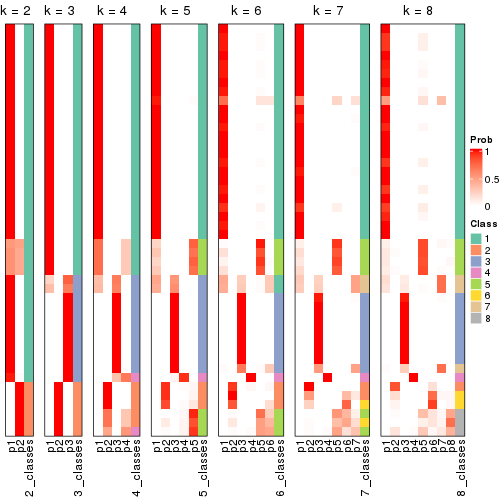 k = 2 k = 3 k = 4 k = 5 k = 6 k = 7 k = 8
Prob
1
0.5
0
Class
1
2
3
4
5
6
7
8
p1 p2 2_classes
p1 p2 p3 3_classes
p1 p2 p3 p4 4_classes
p1 p2 p3 p4 p5 5_classes
p1 p2 p3 p4 p5 p6 6_classes
p1 p2 p3 p4 p5 p6 p7 7_classes
p1 p2 p3 p4 p5 p6 p7 p8 8_classes